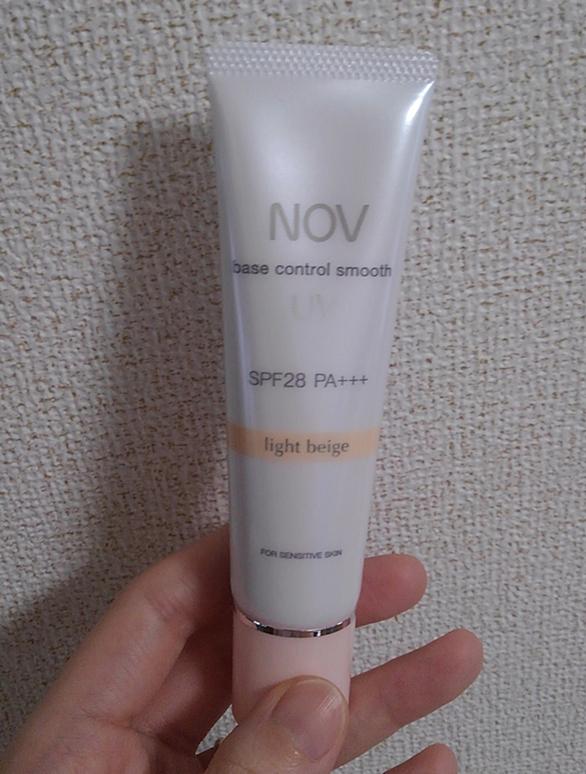 NOV
base control smooth
UV
SPF28 PA+++
light beige
FOR SENSITIVE SKIN